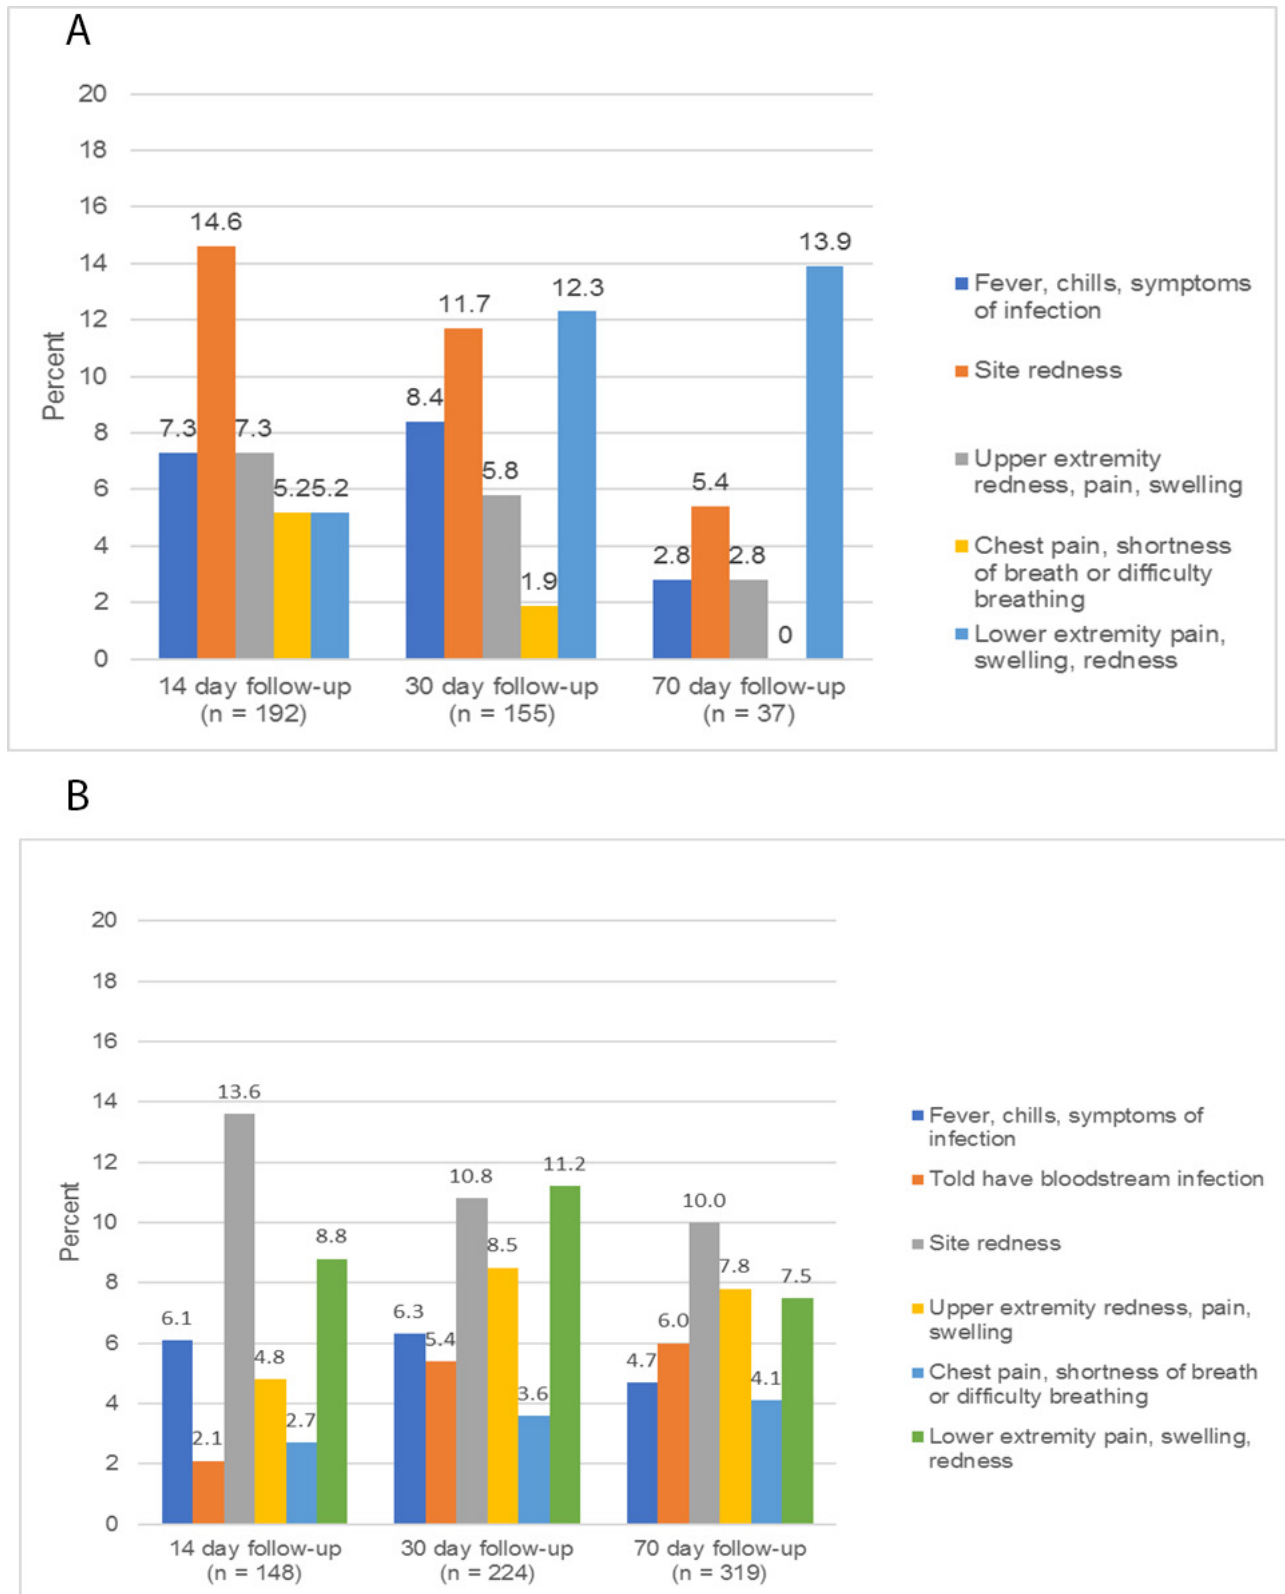 A
20
18
16
14
12
10
8
6
4
2
0
Percent
14.6
7.3
7.3
5.2
5.2
8.4
11.7
5.8
1.9
12.3
2.8
5.4
2.8
0
13.9
14 day follow-up
(n = 192)
30 day follow-up
(n = 155)
70 day follow-up
(n = 37)
Fever, chills, symptoms
of infection
Site redness
Upper extremity
redness, pain, swelling
Chest pain, shortness
of breath or difficulty
breathing
Lower extremity pain,
swelling, redness
B
20
18
16
14
12
10
8
6
4
2
0
Percent
6.1
2.1
13.6
4.8
2.7
8.8
6.3
5.4
10.8
8.5
3.6
11.2
4.7
6.0
10.0
7.8
4.1
7.5
14 day follow-up
(n = 148)
30 day follow-up
(n = 224)
70 day follow-up
(n = 319)
Fever, chills, symptoms of
infection
Told have bloodstream infection
Site redness
Upper extremity redness, pain,
swelling
Chest pain, shortness of breath
or difficulty breathing
Lower extremity pain, swelling,
redness